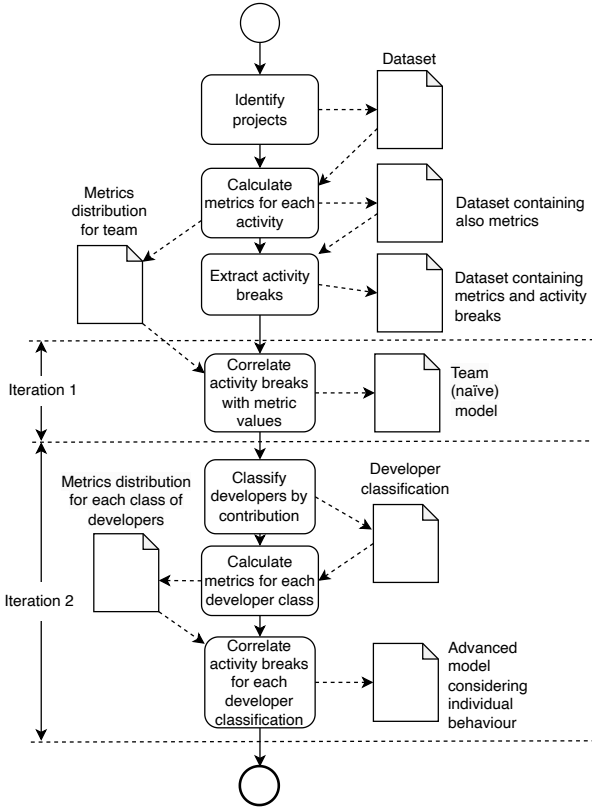 Dataset
Identify
projects
Metrics
distribution
for team
Calculate
metrics for each
activity
Dataset containing
also metrics
Extract activity
breaks
Dataset containing
metrics and activity
breaks
Iteration 1
Correlate
activity breaks
with metric
values
Team
(naïve)
model
Metrics distribution
for each class of
developers
Classify
developers by
contribution
Developer
classification
Calculate
metrics for each
developer class
Iteration 2
Correlate
activity breaks
for each
developer
classification
Advanced
model
considering
individual
behaviour